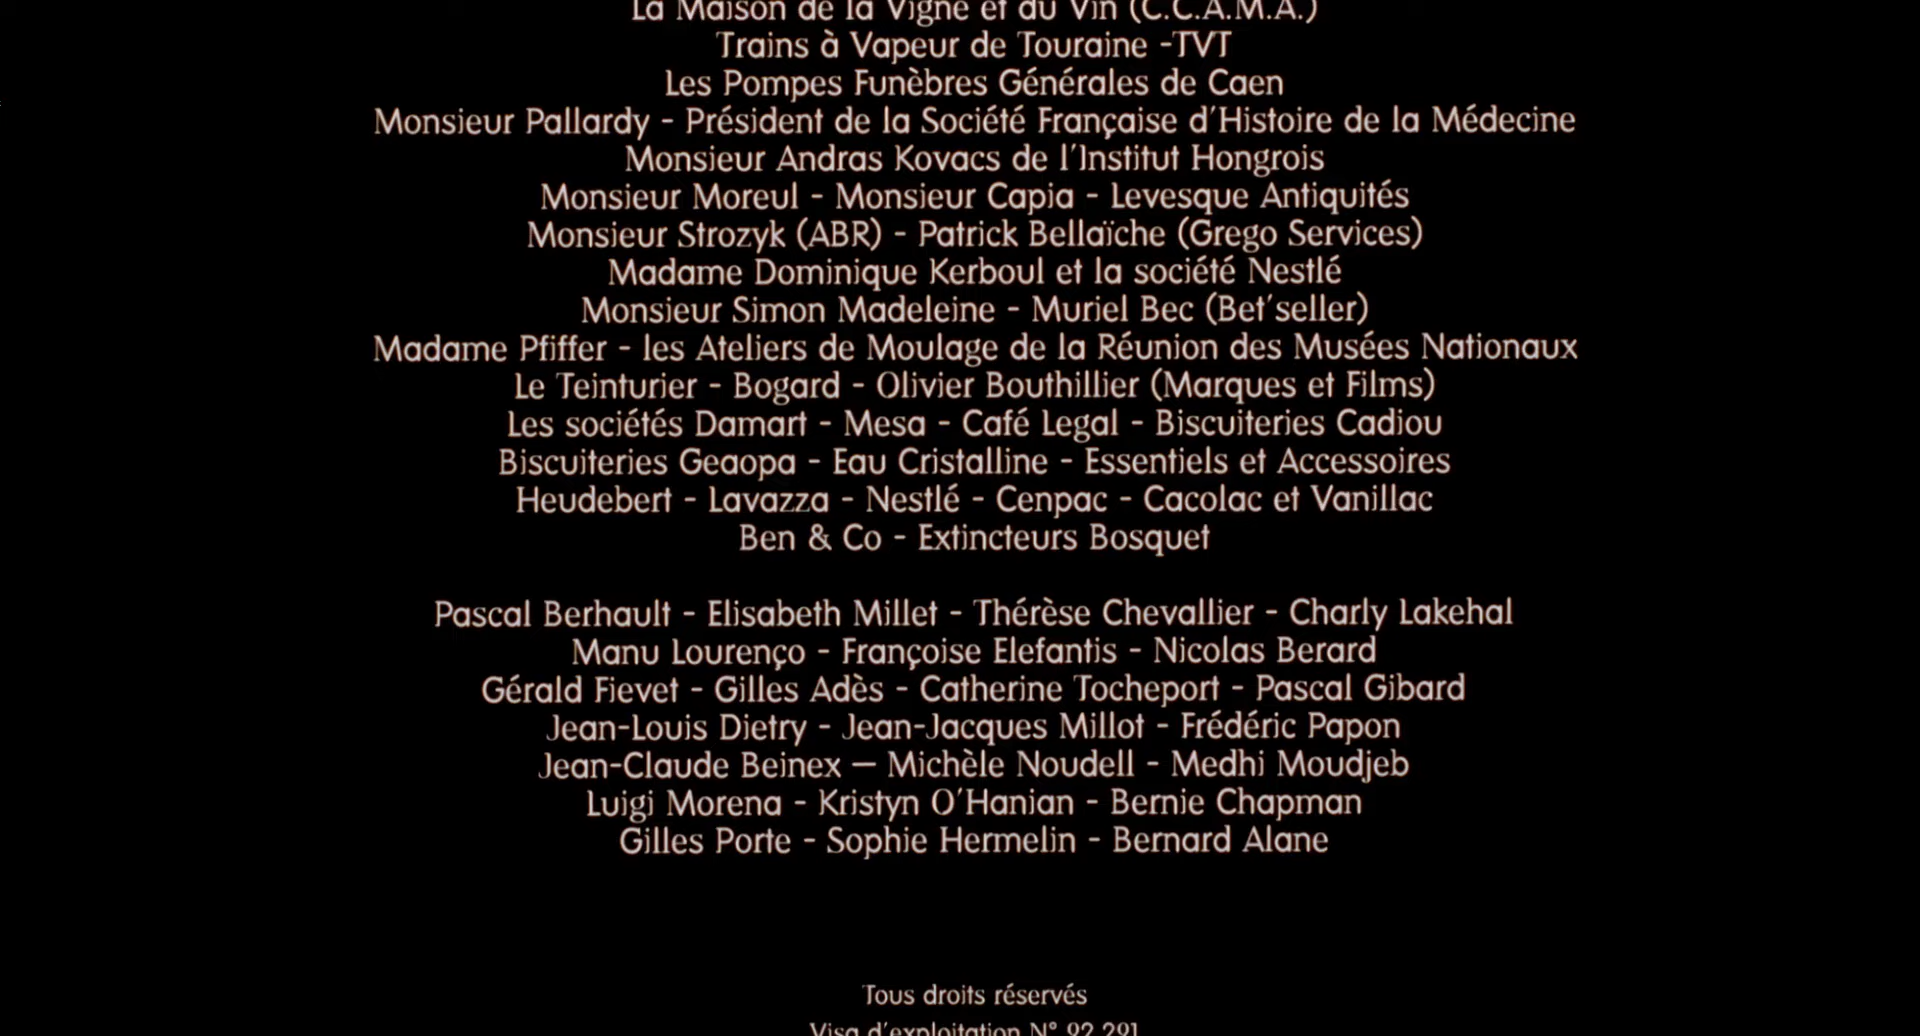 La Maison de la Vigne et du Vin (C.C.A.M.A.)
Trains à Vapeur de Touraine -TVT
Les Pompes Funèbres Générales de Caen
Monsieur Pallardy - Président de la Société Française d'Histoire de la Médecine
Monsieur Andras Kovacs de l'Institut Hongrois
Monsieur Moreul - Monsieur Capia - Levesque Antiquités
Monsieur Strozyk (ABR) - Patrick Bellaïche (Grego Services)
Madame Dominique Kerboul et la société Nestlé
Monsieur Simon Madeleine - Muriel Bec (Bet'seller)
Madame Pfiffer - les Ateliers de Moulage de la Réunion des Musées Nationaux
Le Teinturier - Bogard - Olivier Bouthillier (Marques et Films)
Les sociétés Damart - Mesa - Café Legal - Biscuiteries Cadiou
Biscuiteries Geaopa - Eau Cristalline - Essentiels et Accessoires
Heudebert - Lavazza - Nestlé - Cenpac - Cacolac et Vanillac
Ben & Co - Extincteurs Bosquet
Pascal Berhault - Elisabeth Millet - Thérèse Chevallier - Charly Lakehal
Manu Lourenço - Françoise Elefantis - Nicolas Berard
Gérald Fievet - Gilles Adès - Catherine Tocheport - Pascal Gibard
Jean-Louis Dietry - Jean-Jacques Millot - Frédéric Papon
Jean-Claude Beinex — Michèle Noudell - Medhi Moudjeb
Luigi Morena - Kristyn O'Hanian - Bernie Chapman
Gilles Porte - Sophie Hermelin - Bernard Alane
Tous droits réservés
Visa d'exploitation N° 92 291